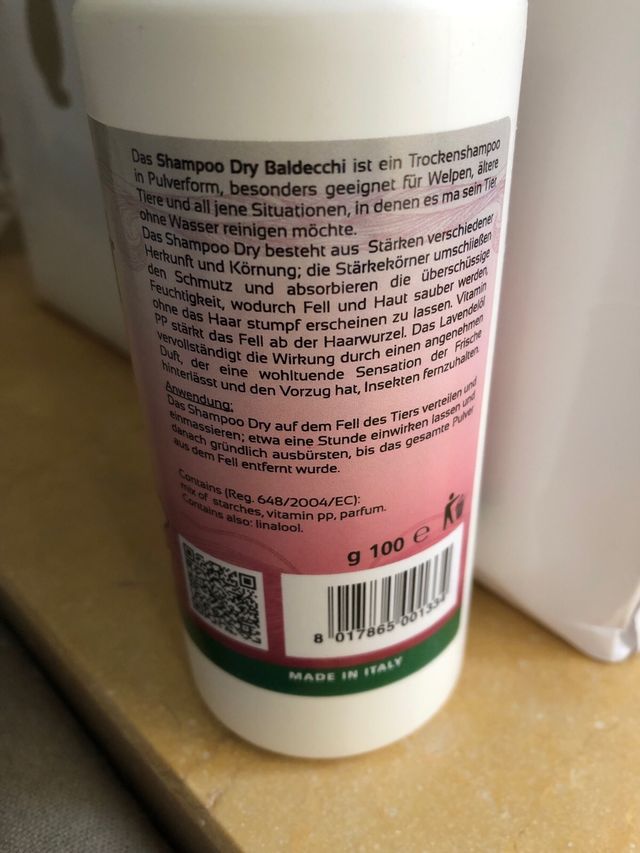 Das Shampoo Dry Baldecchi ist ein Trockenshampoo
in Pulverform, besonders geeignet für Welpen, ältere
Tiere und all jene Situationen, in denen es ma sein Tier
ohne Wasser reinigen möchte.
Das Shampoo Dry besteht aus Stärken verschiedener
Herkunft und Körnung; die Stärkekörner umschließen
den Schmutz und absorbieren die überschüssige
Feuchtigkeit, wodurch Fell und Haut sauber werden,
ohne das Haar stumpf erscheinen zu lassen. Vitamin
PP stärkt das Fell ab der Haarwurzel. Das Lavendelöl
vervollständigt die Wirkung durch einen angenehmen
Duft, der eine wohltuende Sensation der Frische
hinterlässt und den Vorzug hat, Insekten fernzuhalten.
Anwendung:
Das Shampoo Dry auf dem Fell des Tiers verteilen und
einmassieren; etwa eine Stunde einwirken lassen und
danach gründlich ausbürsten, bis das gesamte Pulver
aus dem Fell entfernt wurde.
Contains (Reg. 648/2004/EC):
mix of starches, vitamin pp, parfum.
Contains also: linalool.
g 100 e
8 017865 001334
MADE IN ITALY